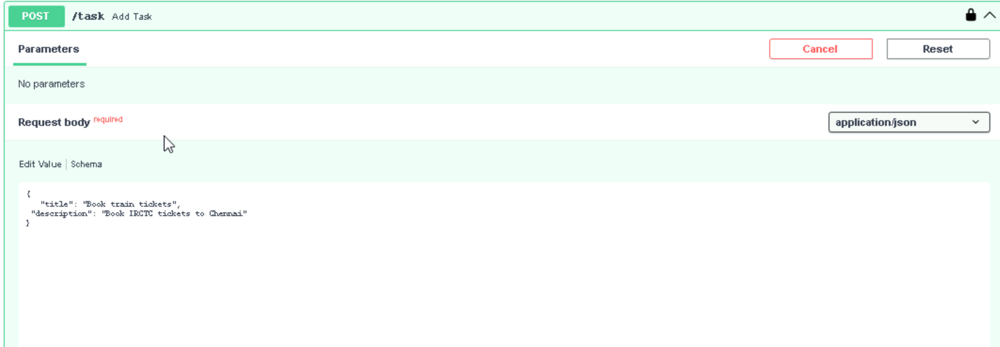 POST /task Add Task
Parameters
Cancel
Reset
No parameters
Request body required
application/json
Edit Value | Schema
{
   "title": "Book train tickets",
 "description": "Book IRCTC tickets to Chennai"
}